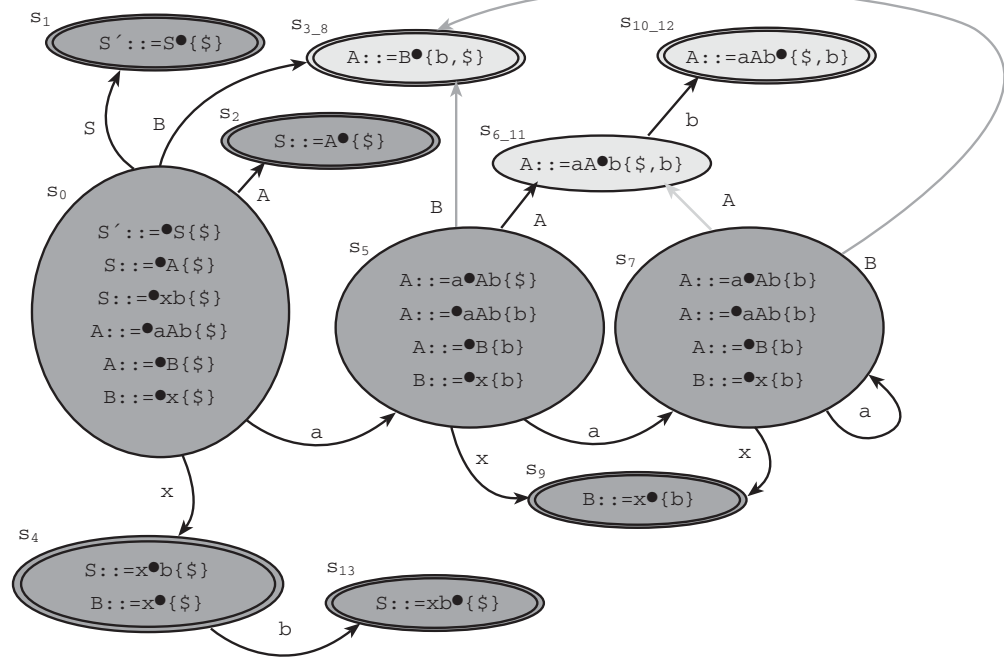 s1
S´::=S●{$}
s3_8
A::=B●{b,$}
s10_12
A::=aAb●{$,b}
S
B
s2
S::=A●{$}
b
s6_11
A::=aA●b{$,b}
s0
A
S´::=●S{$}
S::=●A{$}
S::=●xb{$}
A::=●aAb{$}
A::=●B{$}
B::=●x{$}
B
A
s5
A::=a●Ab{$}
A::=●aAb{b}
A::=●B{b}
B::=●x{b}
A
s7
B
A::=a●Ab{b}
A::=●aAb{b}
A::=●B{b}
B::=●x{b}
a
a
a
x
x
x
s9
B::=x●{b}
s4
S::=x●b{$}
B::=x●{$}
b
s13
S::=xb●{$}